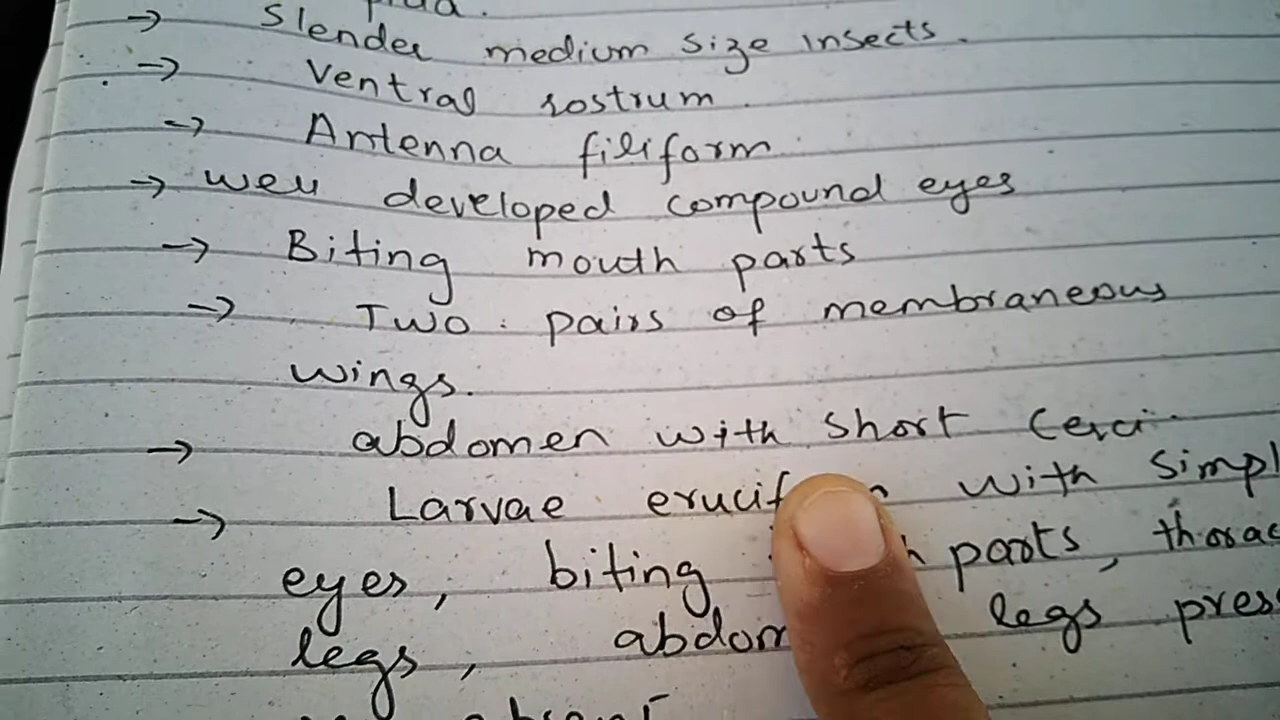 → Slender medium size insects.
→ Ventral rostrum
→ Antenna filiform
→ Well developed compound eyes
→ Biting mouth parts
→ Two pairs of membraneous
wings.
→ abdomen with short Cerci
→ Larvae with
eyes, biting parts,
legs, legs